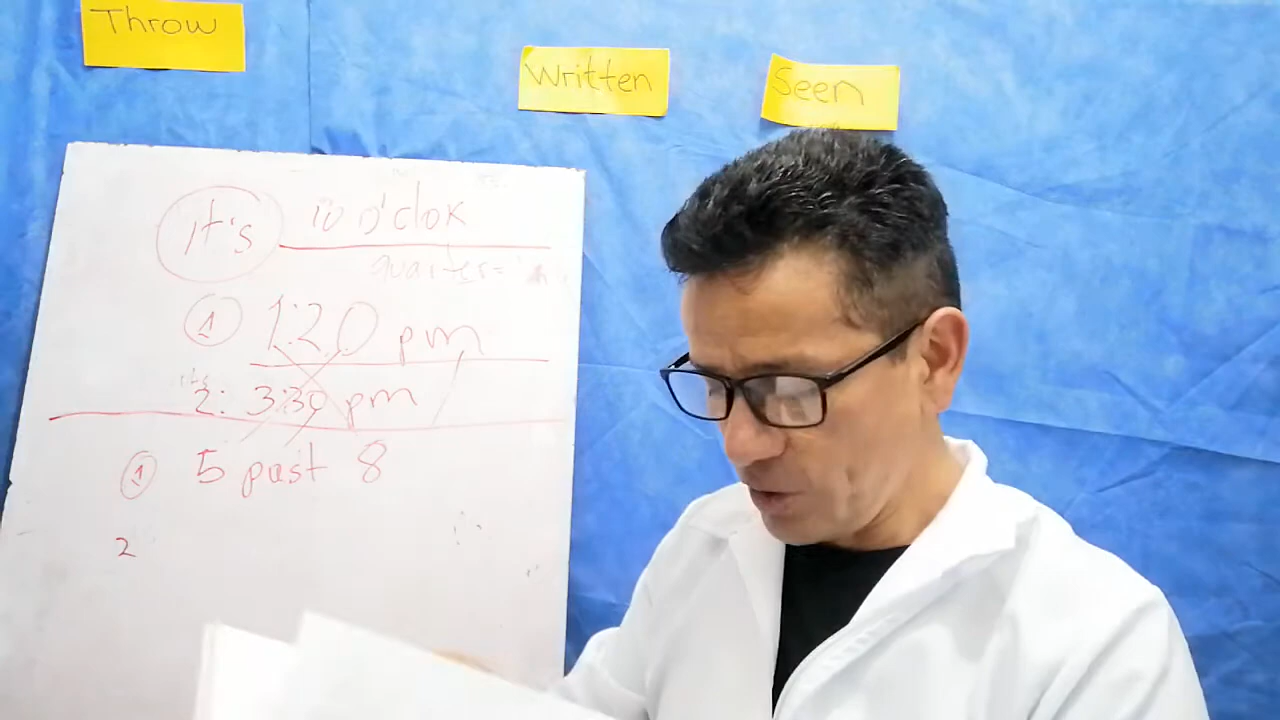 Throw
Written
Seen
it's 10 o'clok
quarter=
1 1:20 pm
2: 3:30 pm
1 5 past 8
2